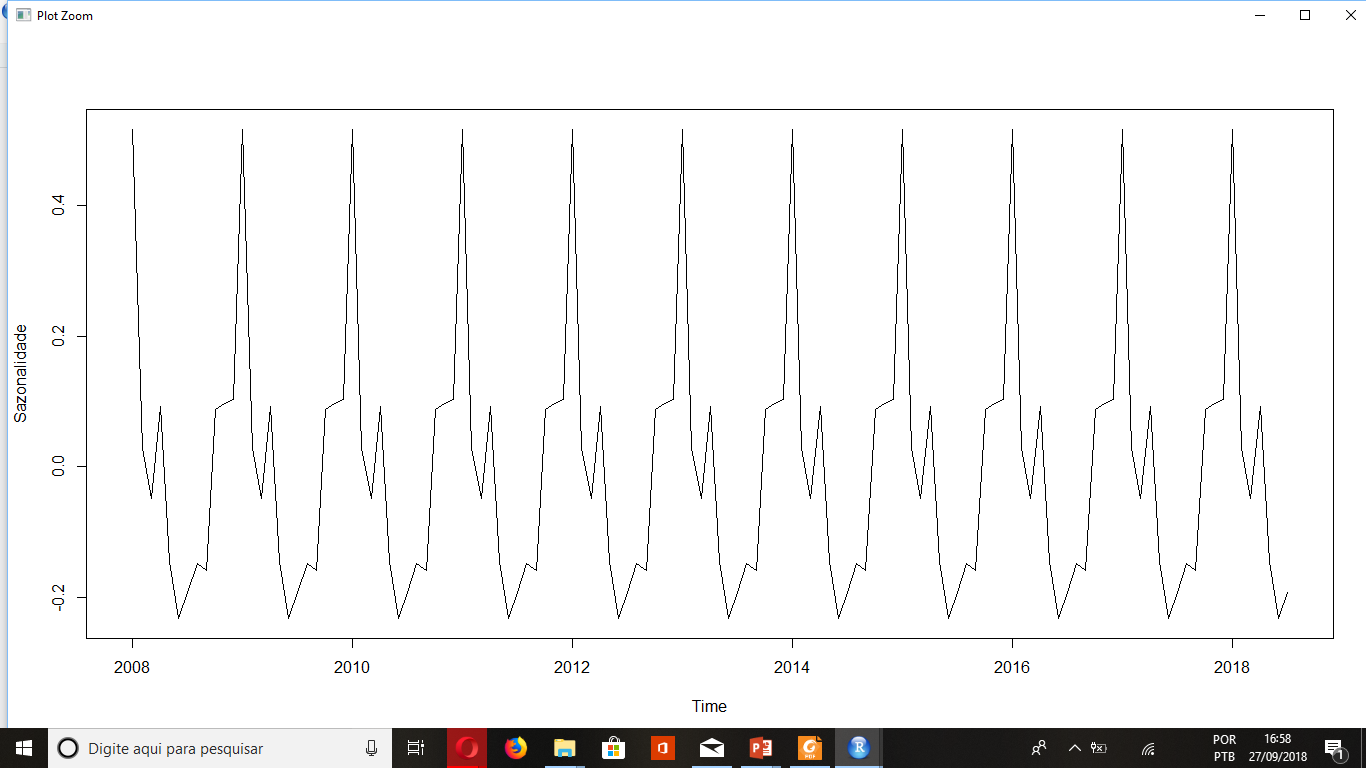 Plot Zoom
Sazonalidade
0.4
0.2
0.0
-0.2
2008 2010 2012 2014 2016 2018
Time
Digite aqui para pesquisar
POR
PTB
16:58
27/09/2018
1